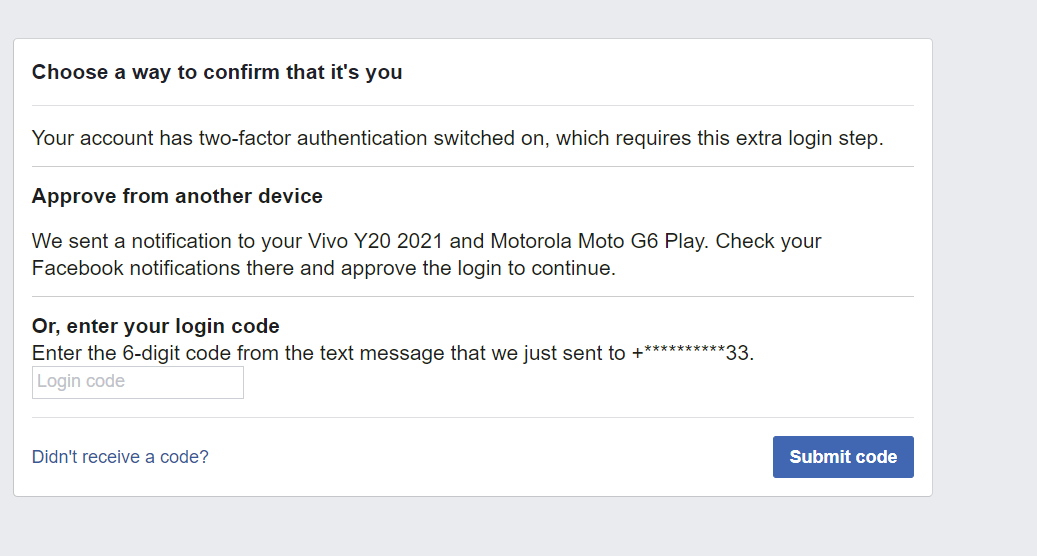 Choose a way to confirm that it's you
Your account has two-factor authentication switched on, which requires this extra login step.
Approve from another device
We sent a notification to your Vivo Y20 2021 and Motorola Moto G6 Play. Check your
Facebook notifications there and approve the login to continue.
Or, enter your login code
Enter the 6-digit code from the text message that we just sent to +**********33.
Login code
Didn't receive a code?
Submit code